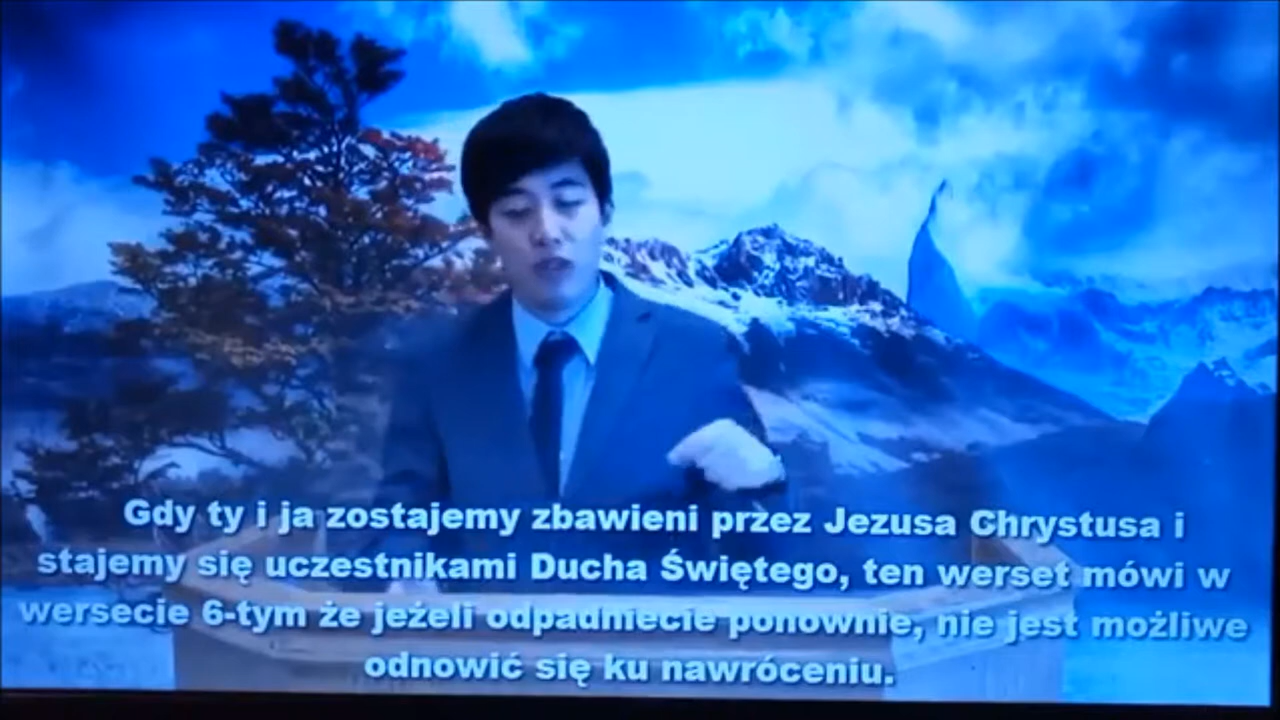 Gdy ty i ja zostajemy zbawieni przez Jezusa Chrystusa i
stajemy się uczestnikami Ducha Świętego, ten werset mówi w
wersecie 6-tym że jeżeli odpadniecie ponownie, nie jest możliwe
odnowić się ku nawróceniu.